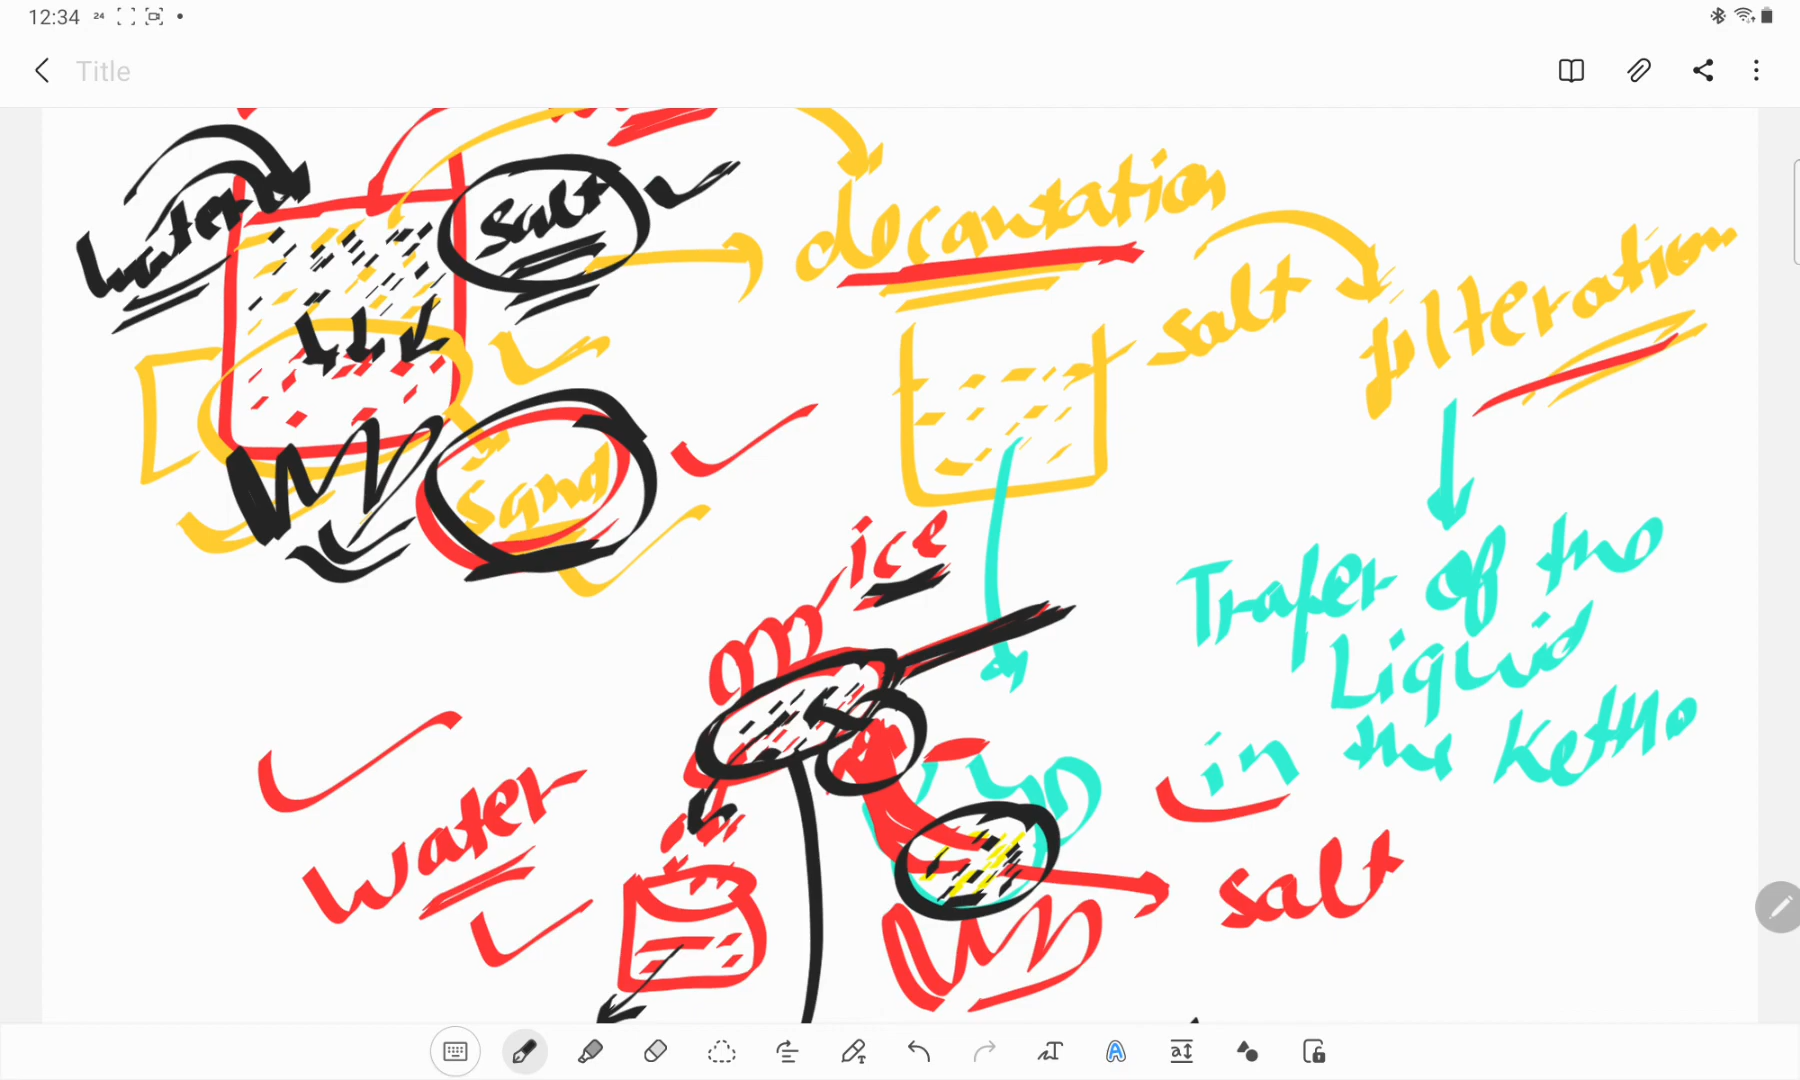 12:34 24
Title
water
salt
decantation
salt
filteration
sand
ice
Trafer of the
Liquid
in the Kettle
water
salt